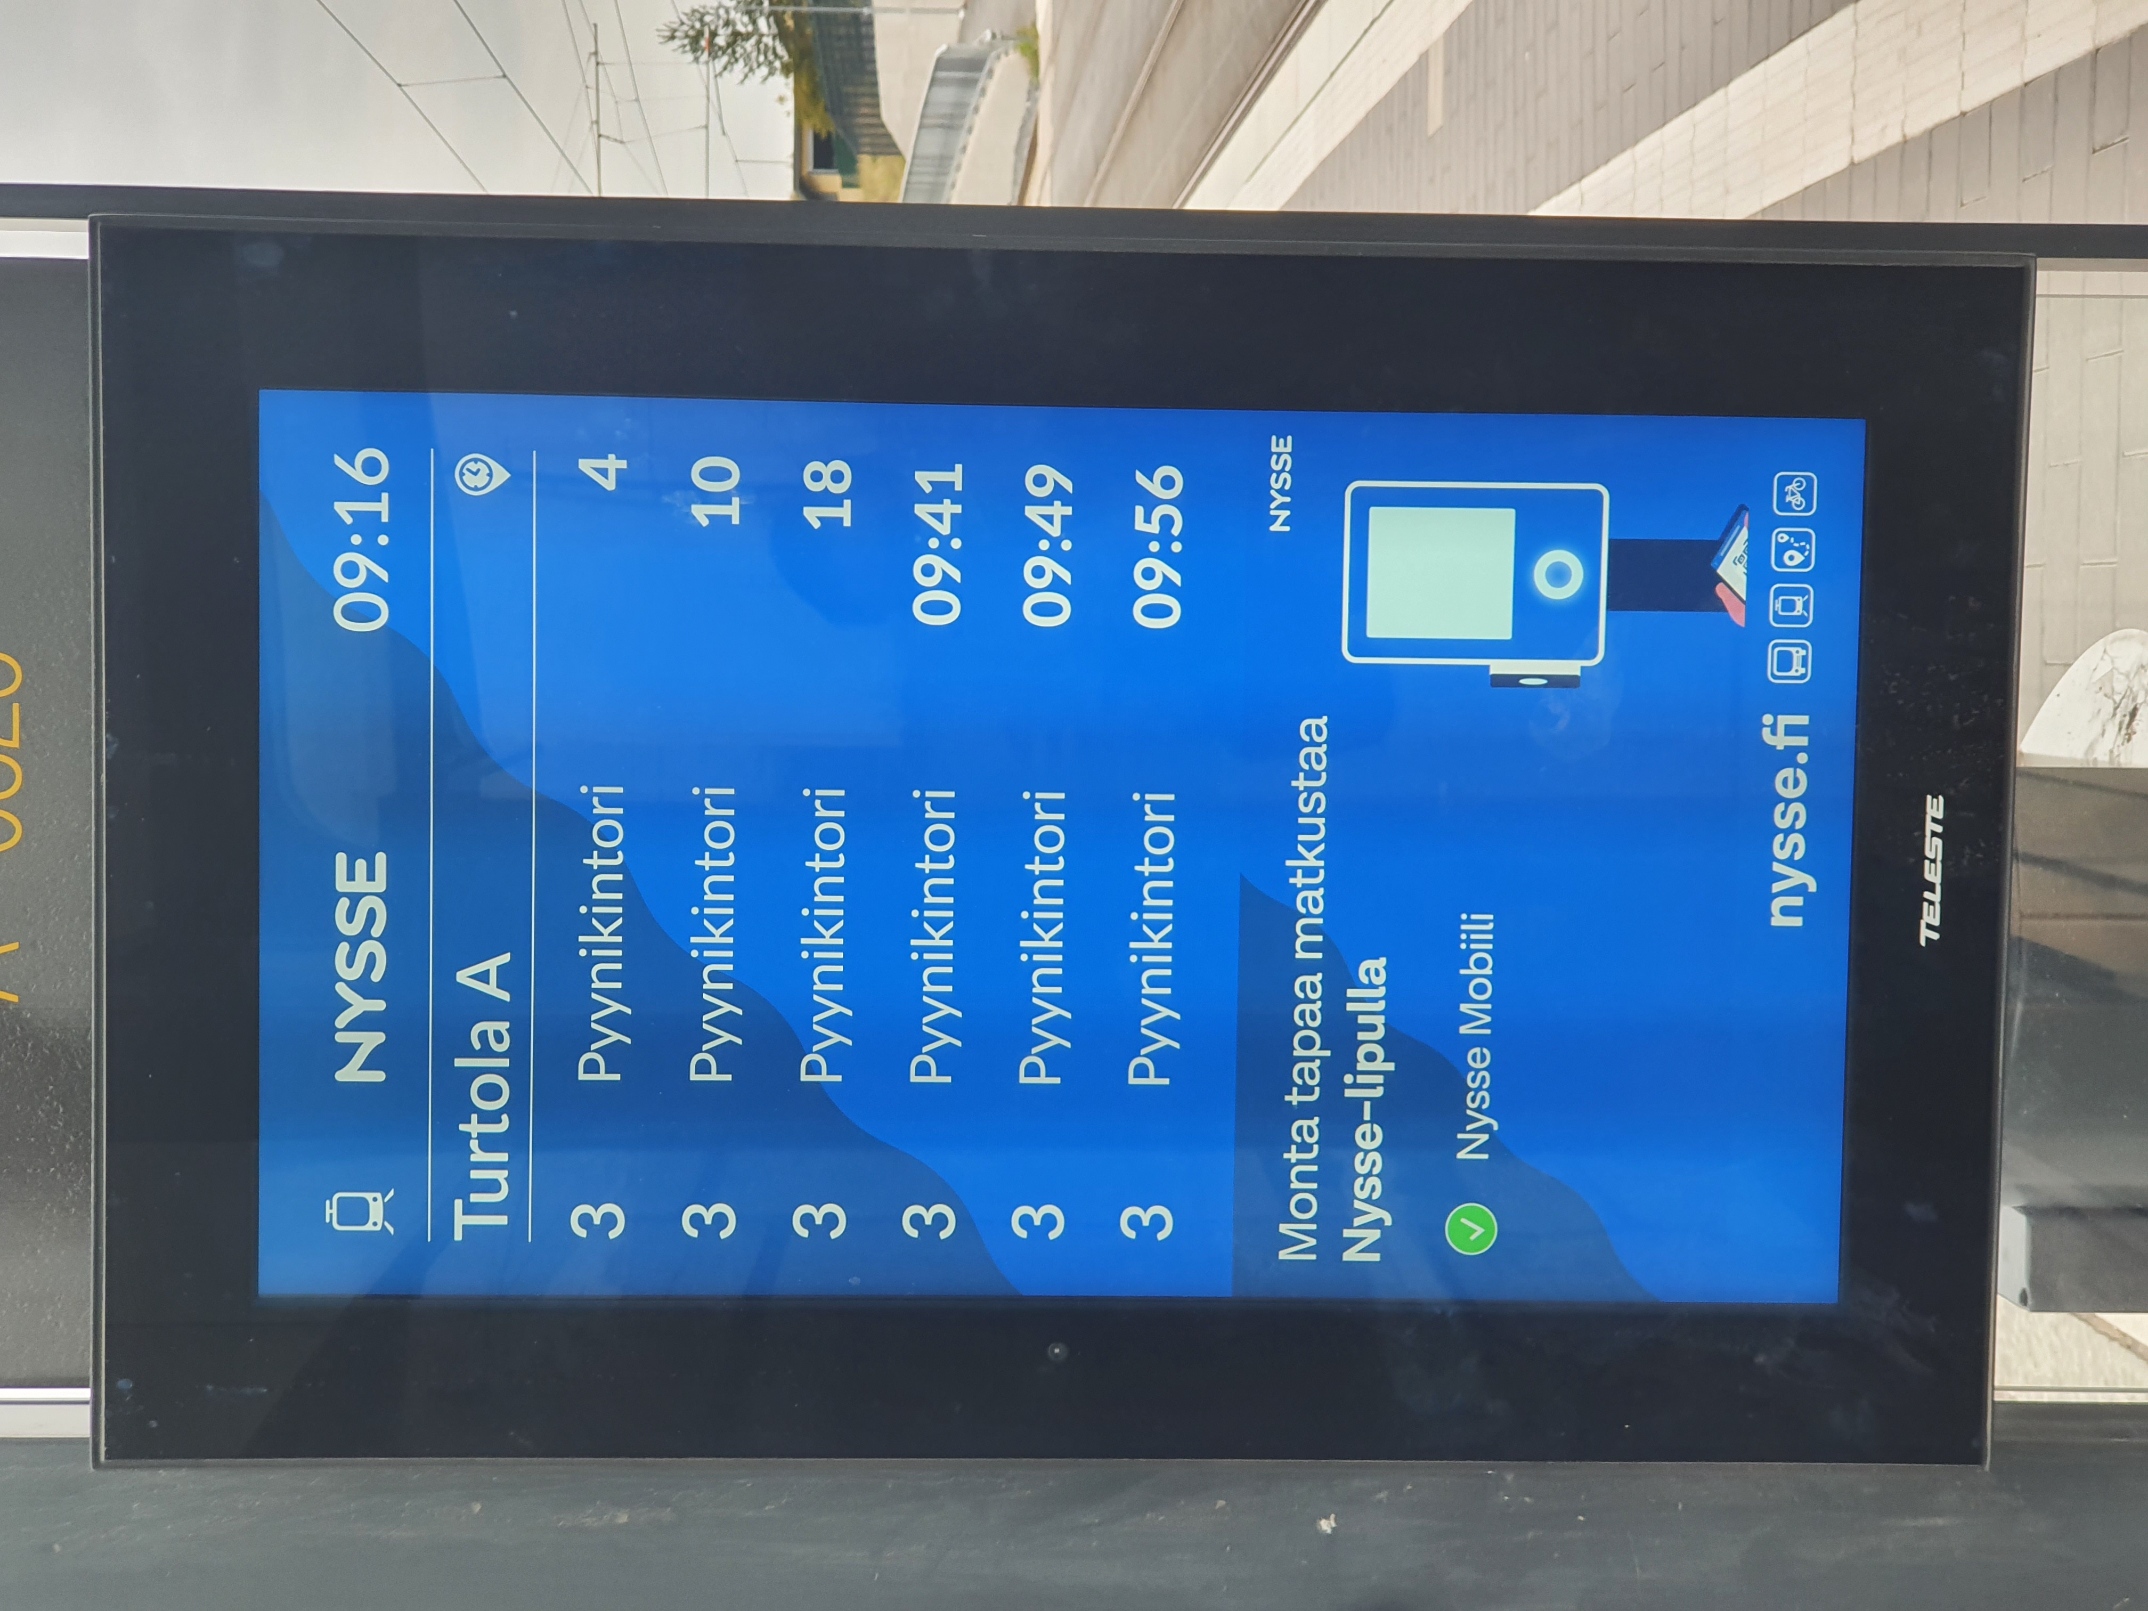 NYSSE 09:16
Turtola A
3 Pyynikintori 4
3 Pyynikintori 10
3 Pyynikintori 18
3 Pyynikintori 09:41
3 Pyynikintori 09:49
3 Pyynikintori 09:56
NYSSE
Monta tapaa matkustaa
Nysse-lipulla
Nysse Mobiili
nysse.fi
TELESTE